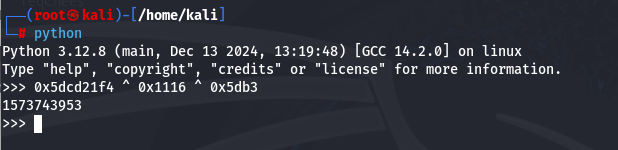 ┌──(root㉿kali)-[/home/kali]
└─# python
Python 3.12.8 (main, Dec 13 2024, 13:19:48) [GCC 14.2.0] on linux
Type "help", "copyright", "credits" or "license" for more information.
>>> 0x5dcd21f4 ^ 0x1116 ^ 0x5db3
1573743953
>>>